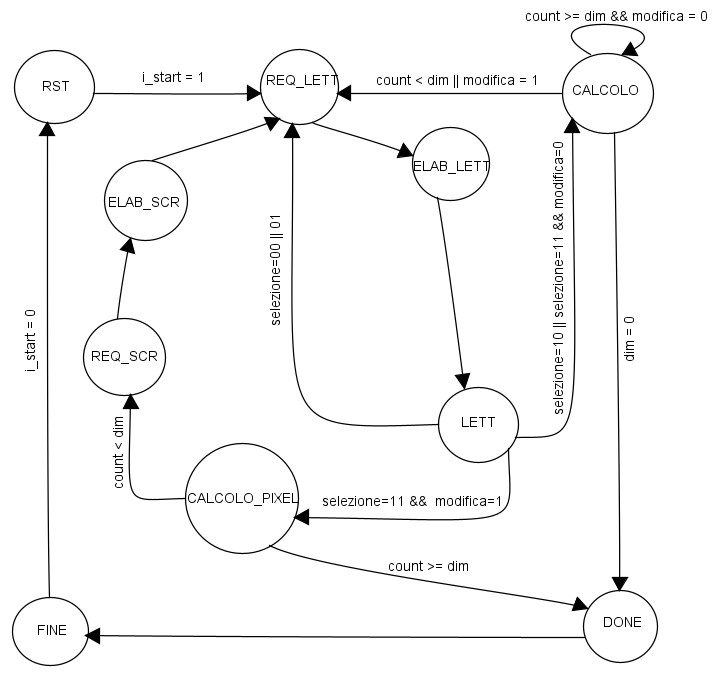 count >= dim && modifica = 0
RST
i_start = 1
REQ_LETT
count < dim || modifica = 1
CALCOLO
ELAB_LETT
ELAB_SCR
selezione=00 || 01
selezione=10 || selezione=11 && modifica=0
i_start = 0
dim = 0
REQ_SCR
LETT
count < dim
CALCOLO_PIXEL
selezione=11 &&  modifica=1
count >= dim
FINE
DONE